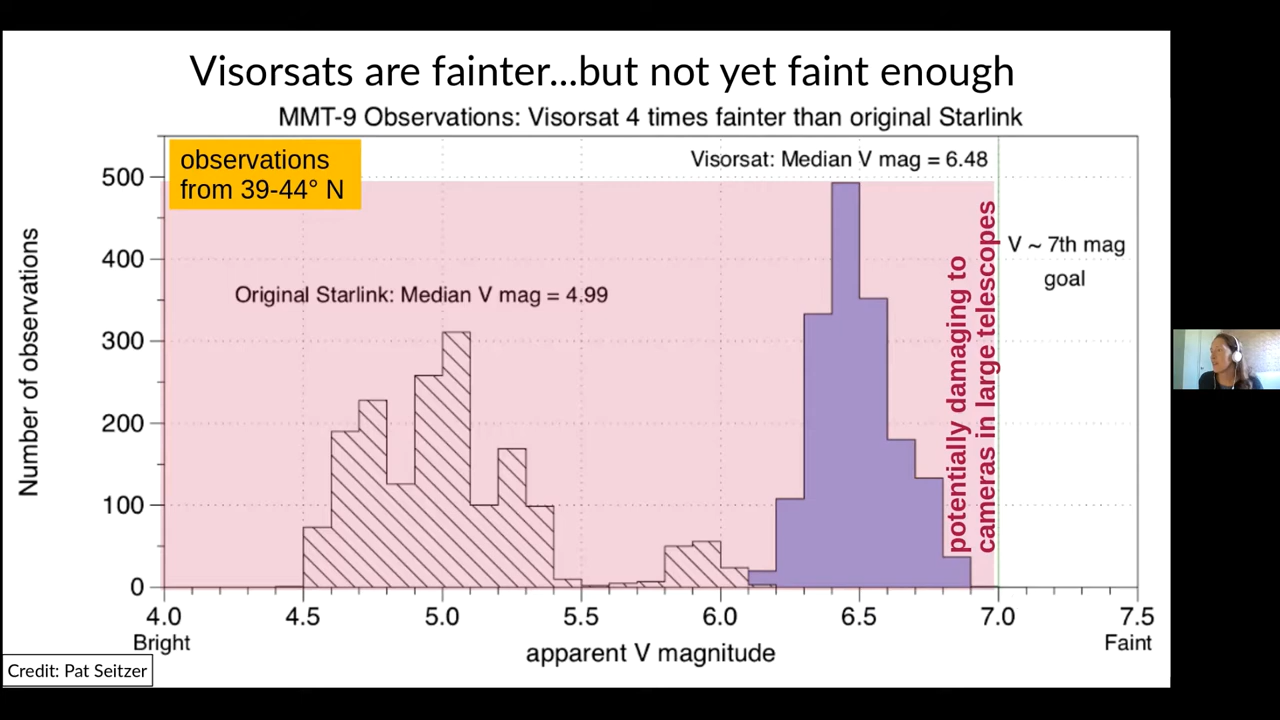 Visorsats are fainter...but not yet faint enough
MMT-9 Observations: Visorsat 4 times fainter than original Starlink
observations
from 39-44° N
Visorsat: Median V mag = 6.48
V ~ 7th mag
goal
Original Starlink: Median V mag = 4.99
potentially damaging to
cameras in large telescopes
Number of observations
500
400
300
200
100
0
4.0 4.5 5.0 5.5 6.0 6.5 7.0 7.5
Bright Faint
apparent V magnitude
Credit: Pat Seitzer